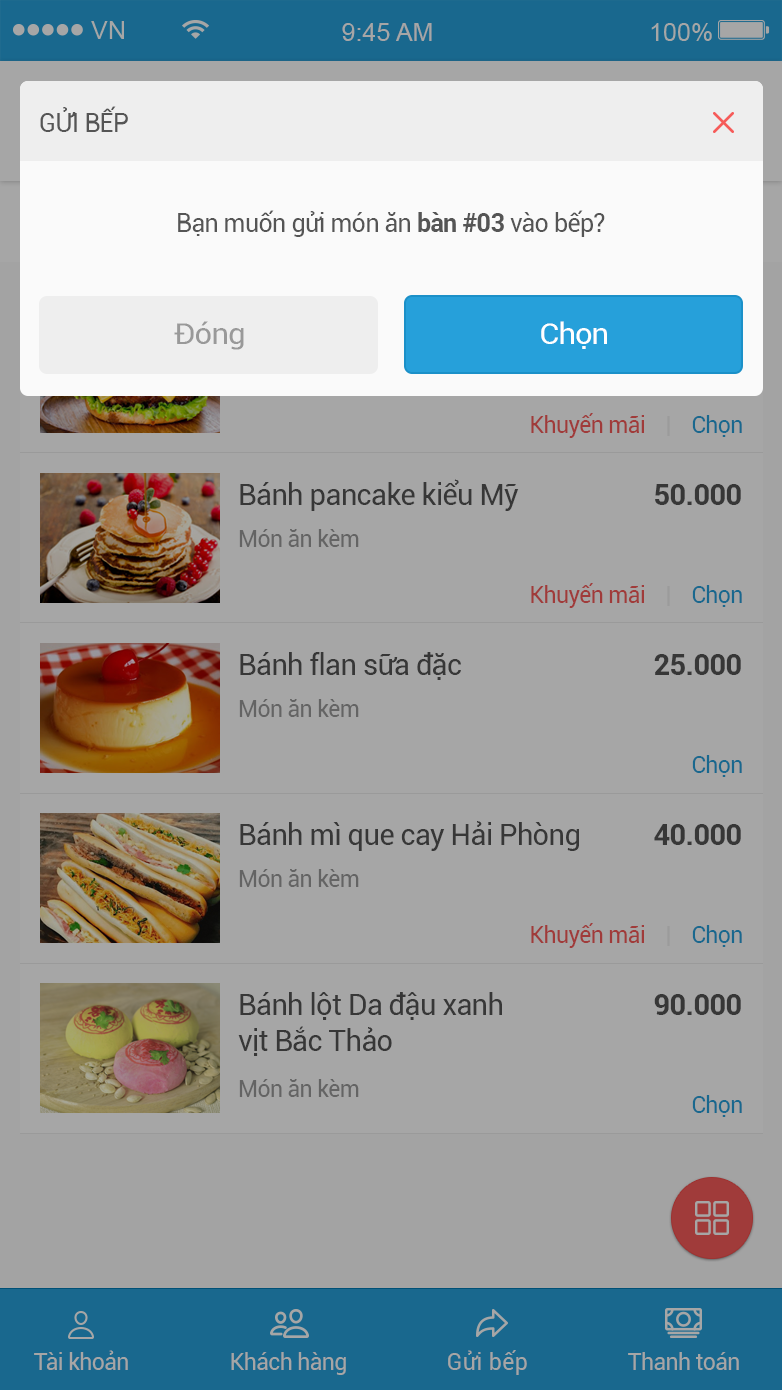 VN 9:45 AM 100%
GỬI BẾP
Bạn muốn gửi món ăn bàn #03 vào bếp?
Đóng Chọn
Khuyến mãi | Chọn
Bánh pancake kiểu Mỹ 50.000
Món ăn kèm
Khuyến mãi | Chọn
Bánh flan sữa đặc 25.000
Món ăn kèm
Chọn
Bánh mì que cay Hải Phòng 40.000
Món ăn kèm
Khuyến mãi | Chọn
Bánh lột Da đậu xanh 90.000
vịt Bắc Thảo
Món ăn kèm
Chọn
Tài khoản Khách hàng Gửi bếp Thanh toán